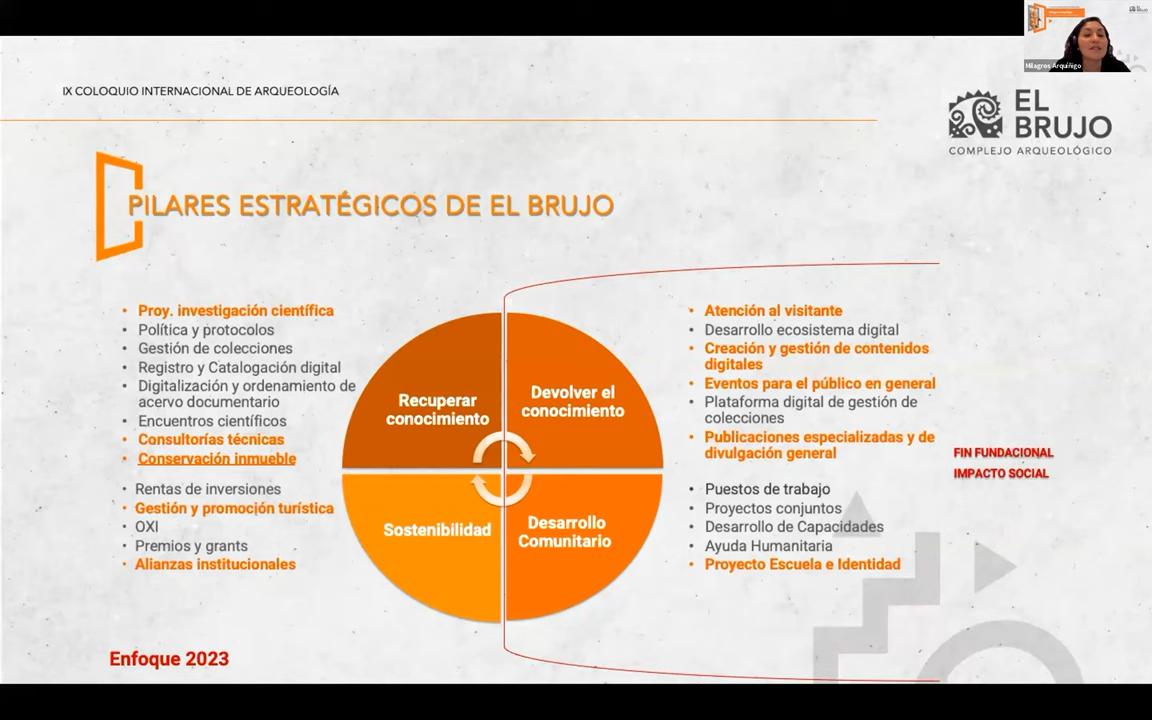 Milagros Arquiñigo
IX COLOQUIO INTERNACIONAL DE ARQUEOLOGÍA
EL
BRUJO
COMPLEJO ARQUEOLÓGICO
PILARES ESTRATÉGICOS DE EL BRUJO
• Proy. investigación científica
• Política y protocolos
• Gestión de colecciones
• Registro y Catalogación digital
• Digitalización y ordenamiento de
acervo documentario
• Encuentros científicos
• Consultorías técnicas
• Conservación inmueble
• Rentas de inversiones
• Gestión y promoción turística
• OXI
• Premios y grants
• Alianzas institucionales
Recuperar
conocimiento
Devolver el
conocimiento
Sostenibilidad
Desarrollo
Comunitario
• Atención al visitante
• Desarrollo ecosistema digital
• Creación y gestión de contenidos
digitales
• Eventos para el público en general
• Plataforma digital de gestión de
colecciones
• Publicaciones especializadas y de
divulgación general
• Puestos de trabajo
• Proyectos conjuntos
• Desarrollo de Capacidades
• Ayuda Humanitaria
• Proyecto Escuela e Identidad
FIN FUNDACIONAL
IMPACTO SOCIAL
Enfoque 2023